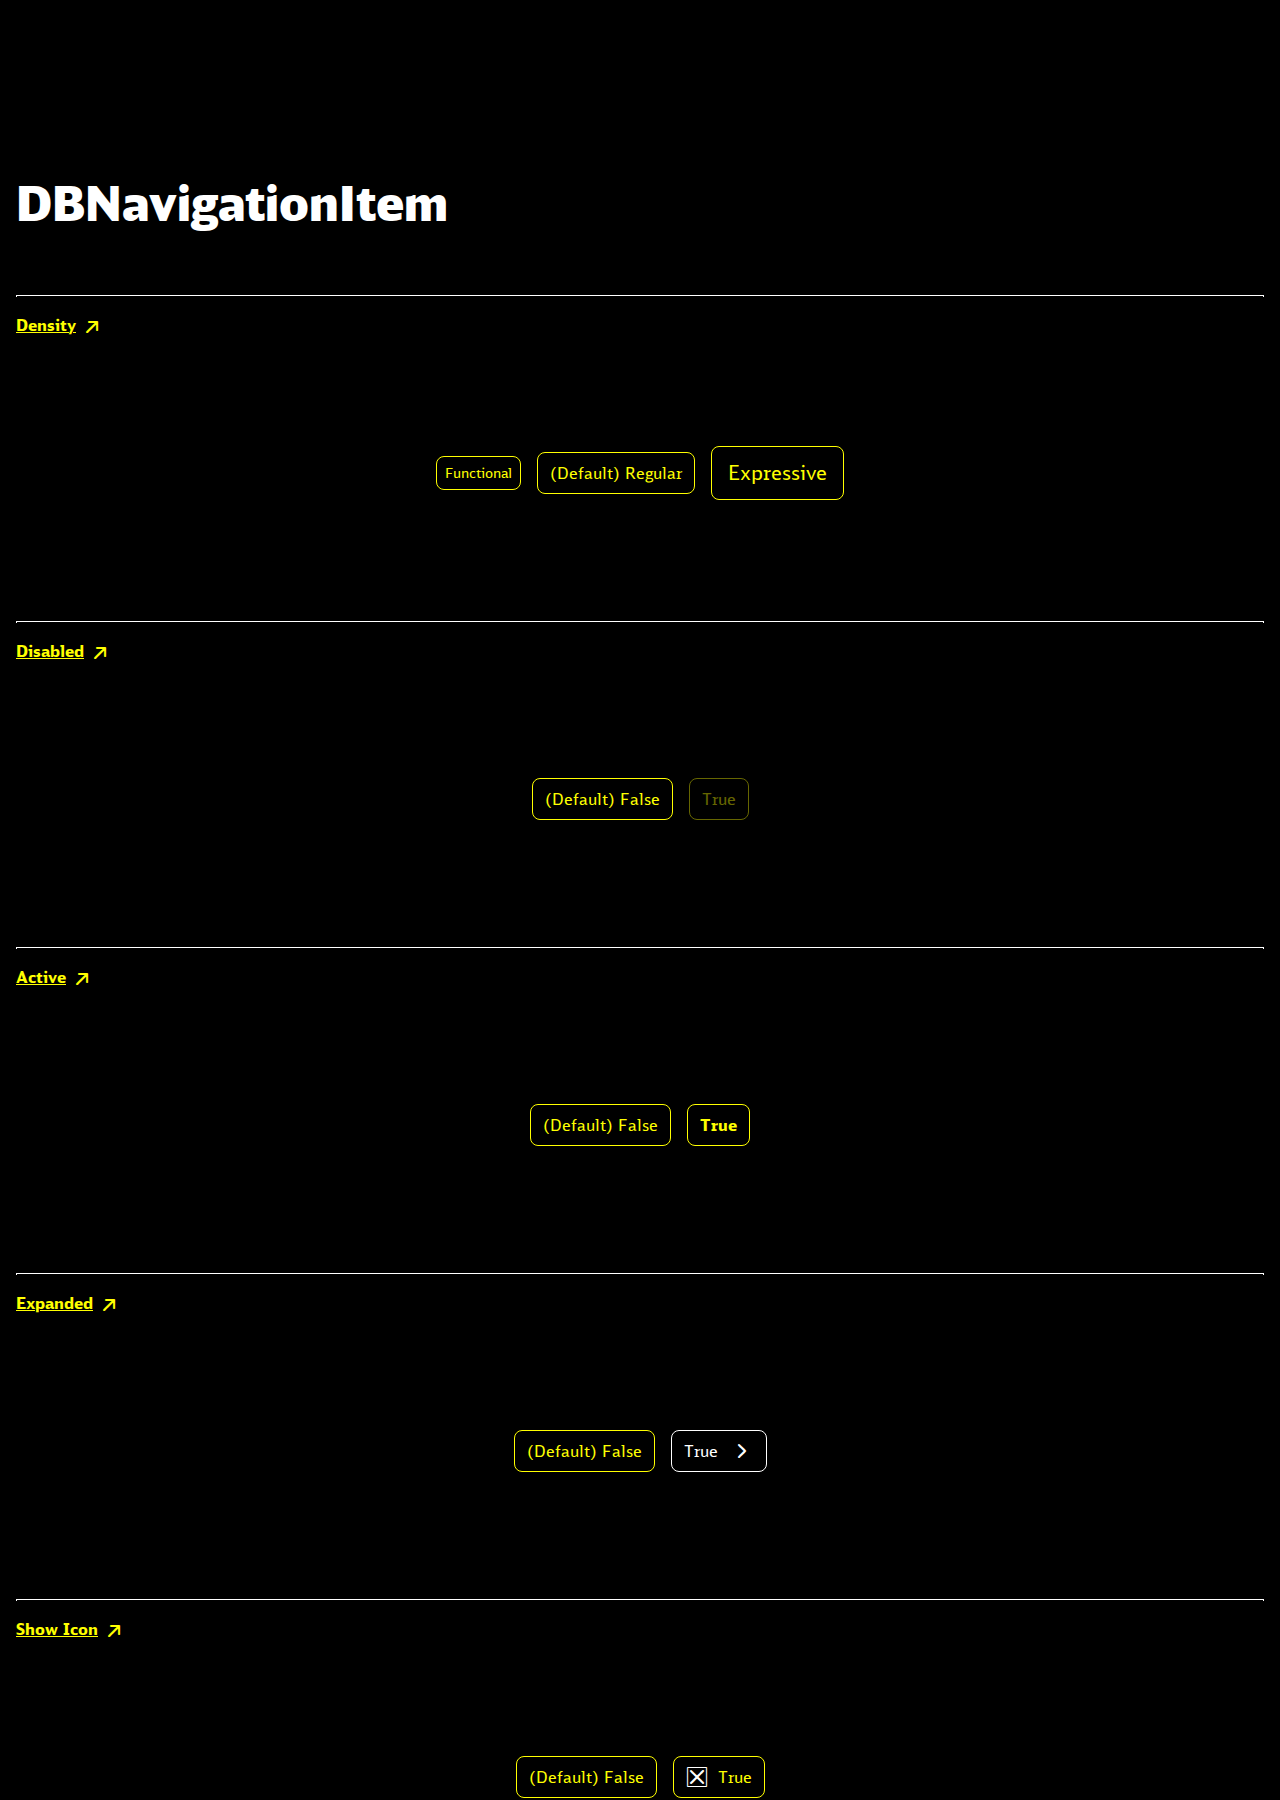 DBNavigationItem
Density
Functional (Default) Regular Expressive
Disabled
(Default) False True
Active
(Default) False True
Expanded
(Default) False True
Show Icon
(Default) False True